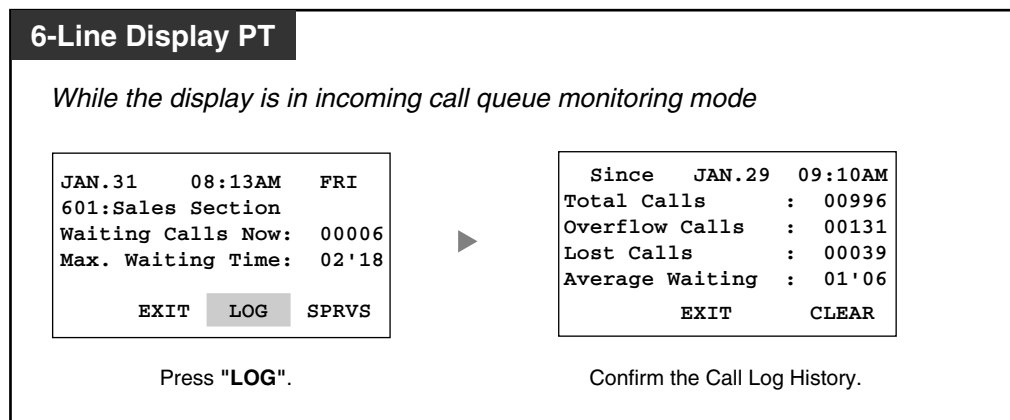 6-Line Display PT
While the display is in incoming call queue monitoring mode
JAN.31 08:13AM FRI
601:Sales Section
Waiting Calls Now: 00006
Max. Waiting Time: 02'18
EXIT LOG SPRVS
Press "LOG".
Since JAN.29 09:10AM
Total Calls : 00996
Overflow Calls : 00131
Lost Calls : 00039
Average Waiting : 01'06
EXIT CLEAR
Confirm the Call Log History.